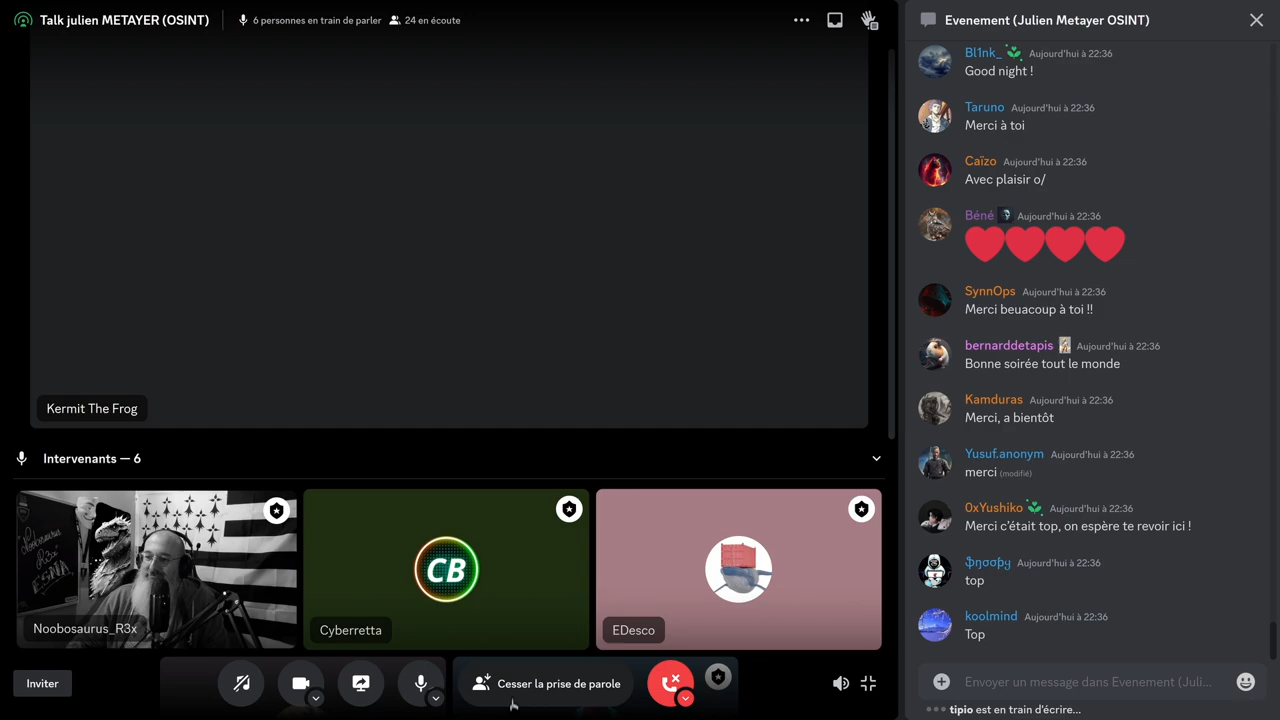 Talk julien METAYER (OSINT)
6 personnes en train de parler
24 en écoute
Kermit The Frog
Intervenants — 6
Noobosaurus
R3x
ESNA
Noobosaurus_R3x
CB
Cyberretta
EDesco
Inviter
Cesser la prise de parole
Evenement (Julien Metayer OSINT)
Bl1nk_ Aujourd'hui à 22:36
Good night !
Taruno Aujourd'hui à 22:36
Merci à toi
Caïzo Aujourd'hui à 22:36
Avec plaisir o/
Béné Aujourd'hui à 22:36
SynnOps Aujourd'hui à 22:36
Merci beuacoup à toi !!
bernarddetapis Aujourd'hui à 22:36
Bonne soirée tout le monde
Kamduras Aujourd'hui à 22:36
Merci, a bientôt
Yusuf.anonym Aujourd'hui à 22:36
merci (modifié)
0xYushiko Aujourd'hui à 22:36
Merci c'était top, on espère te revoir ici !
Aujourd'hui à 22:36
top
koolmind Aujourd'hui à 22:36
Top
Envoyer un message dans Evenement (Juli...
tipio est en train d'écrire...